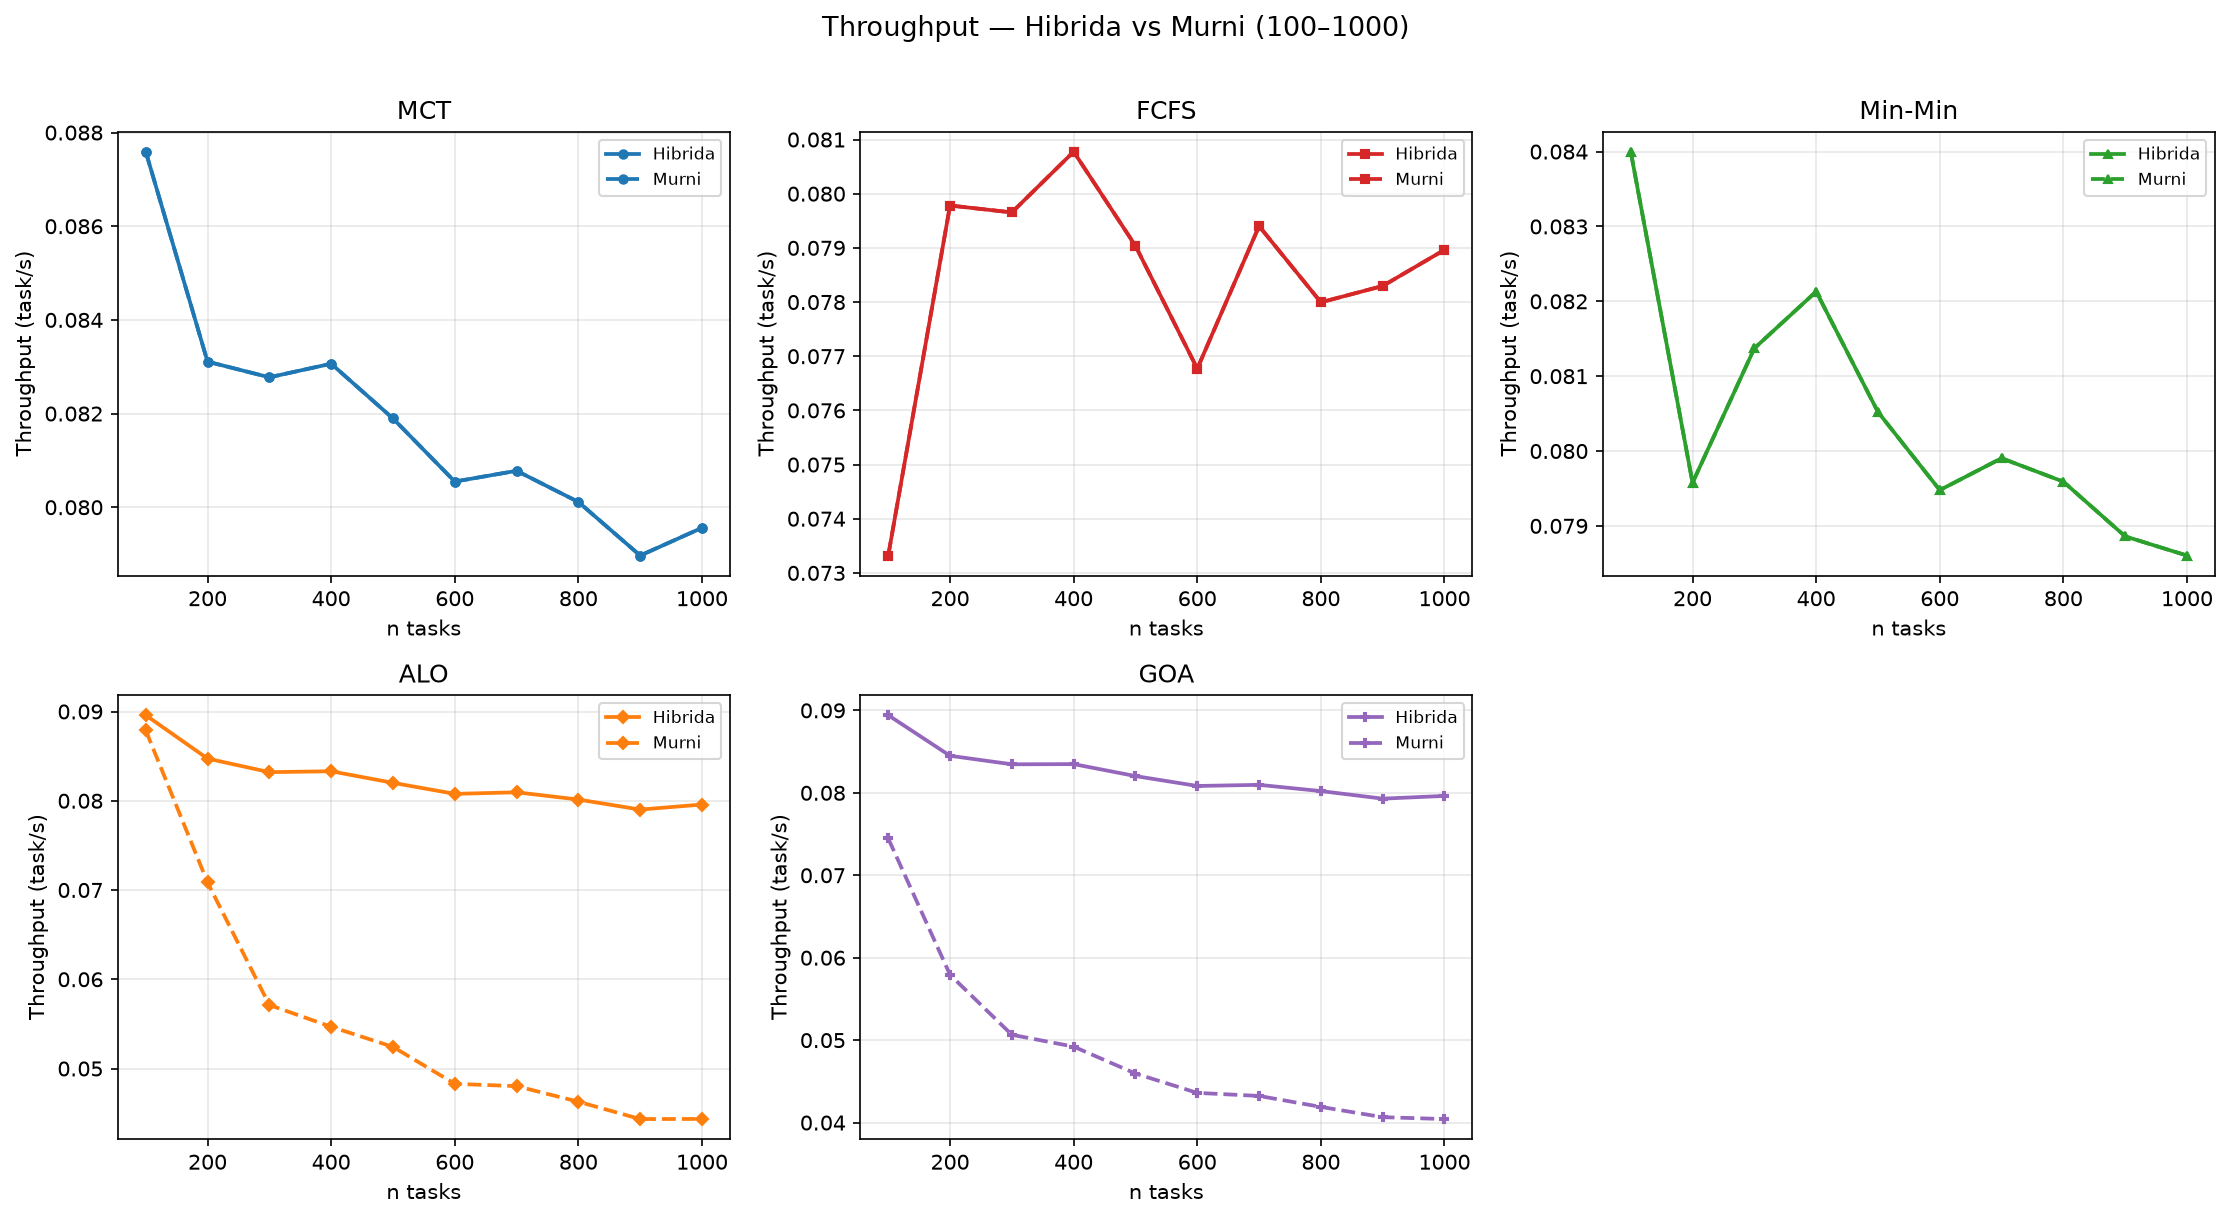 Throughput — Hibrida vs Murni (100–1000)
MCT
Throughput (task/s)
0.088
0.086
0.084
0.082
0.080
200 400 600 800 1000
n tasks
Hibrida
Murni
FCFS
Throughput (task/s)
0.081
0.080
0.079
0.078
0.077
0.076
0.075
0.074
0.073
200 400 600 800 1000
n tasks
Hibrida
Murni
Min-Min
Throughput (task/s)
0.084
0.083
0.082
0.081
0.080
0.079
200 400 600 800 1000
n tasks
Hibrida
Murni
ALO
Throughput (task/s)
0.09
0.08
0.07
0.06
0.05
200 400 600 800 1000
n tasks
Hibrida
Murni
GOA
Throughput (task/s)
0.09
0.08
0.07
0.06
0.05
0.04
200 400 600 800 1000
n tasks
Hibrida
Murni